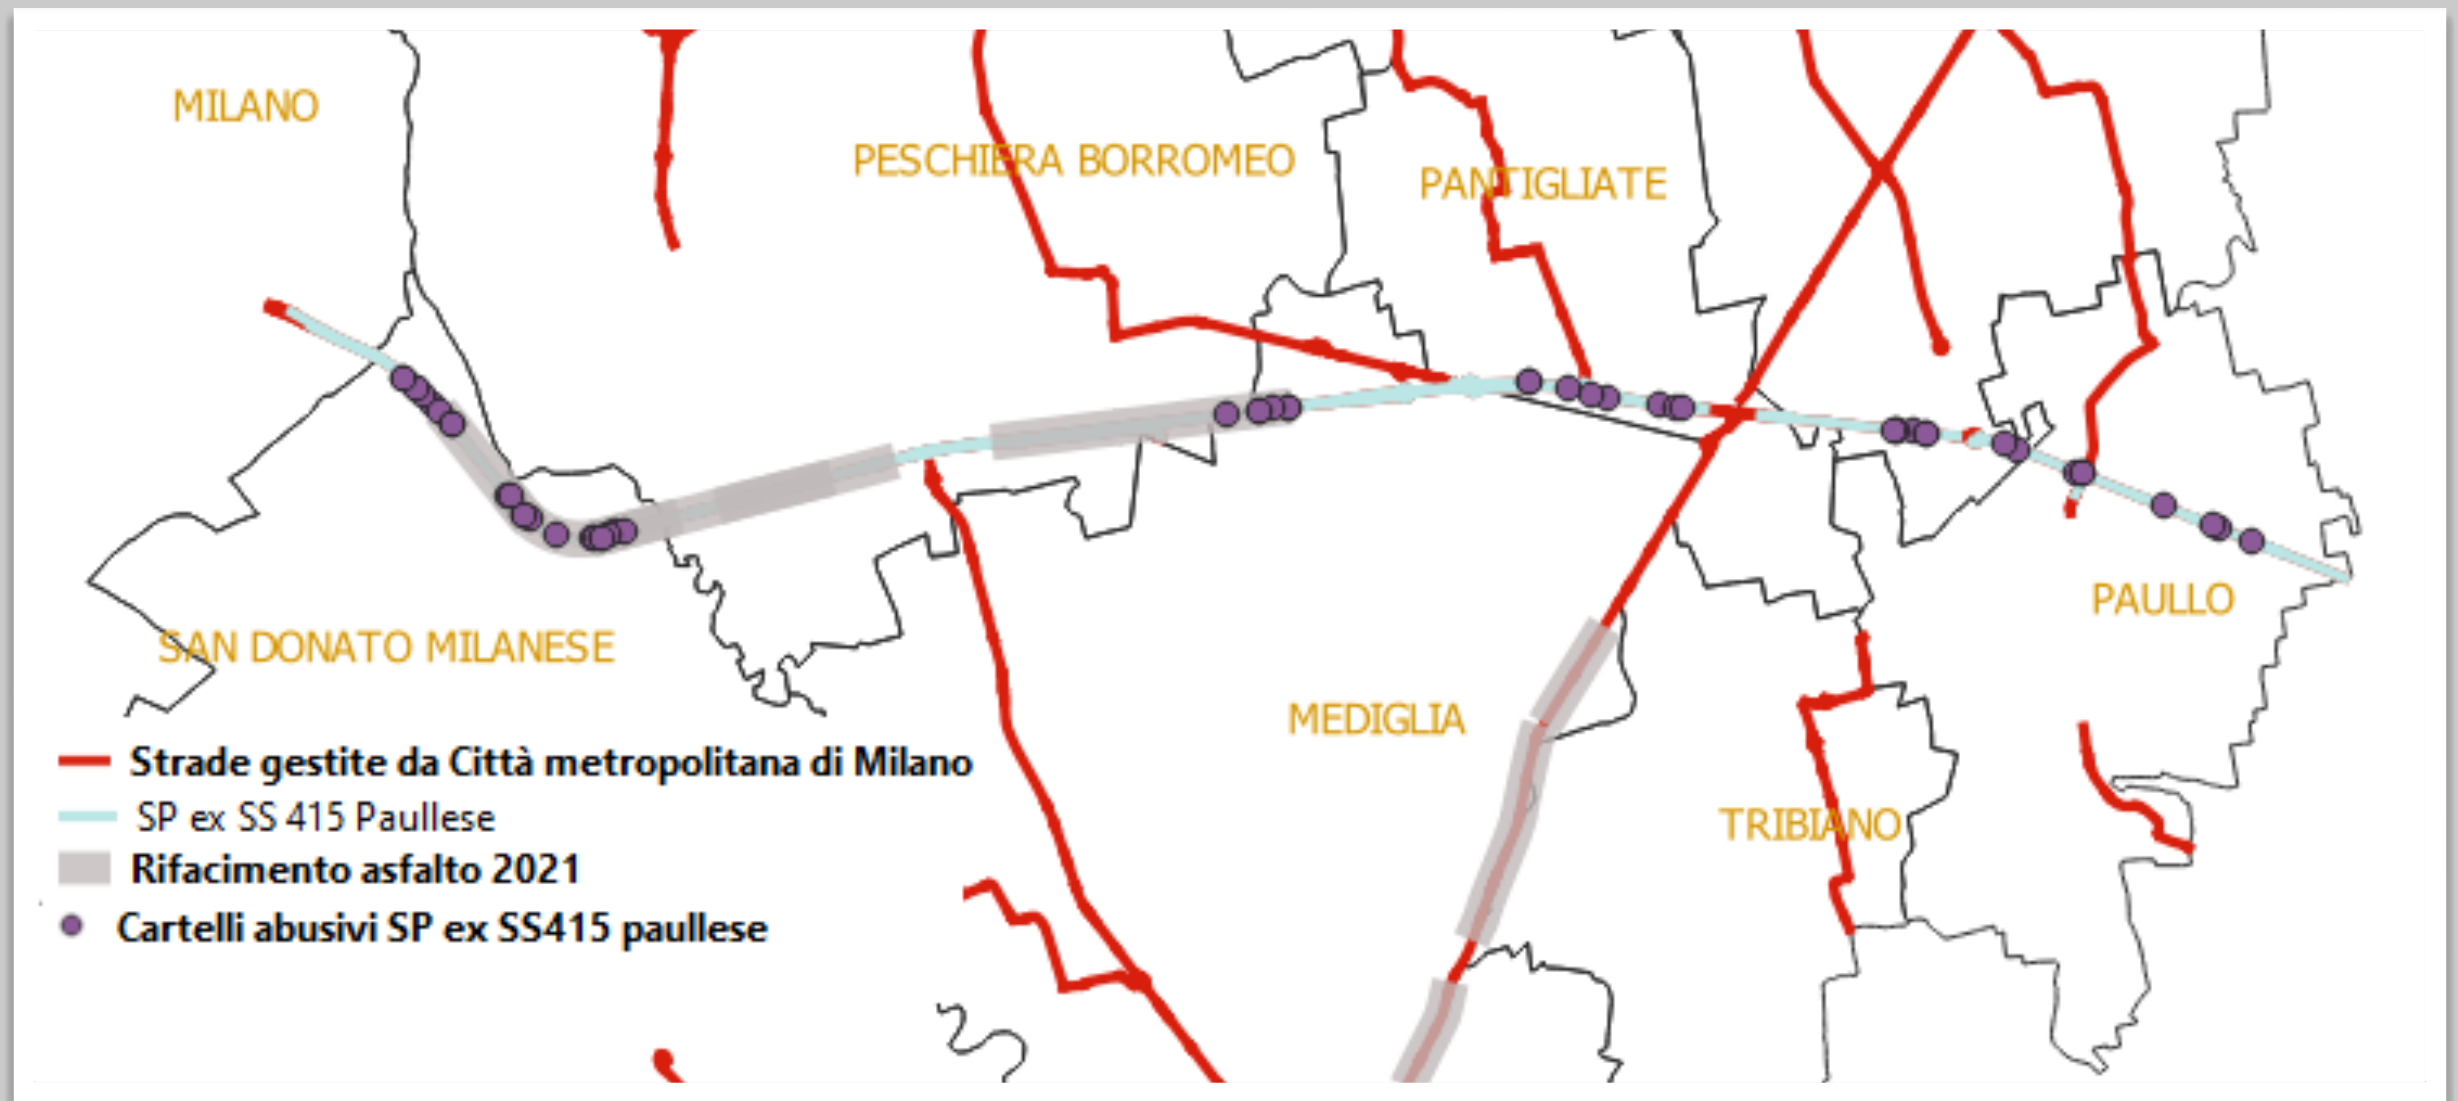 MILANO
PESCHIERA BORROMEO
PANTIGLIATE
PAULLO
SAN DONATO MILANESE
MEDIGLIA
TRIBIANO
Strade gestite da Città metropolitana di Milano
SP ex SS 415 Paullese
Rifacimento asfalto 2021
Cartelli abusivi SP ex SS415 paullese